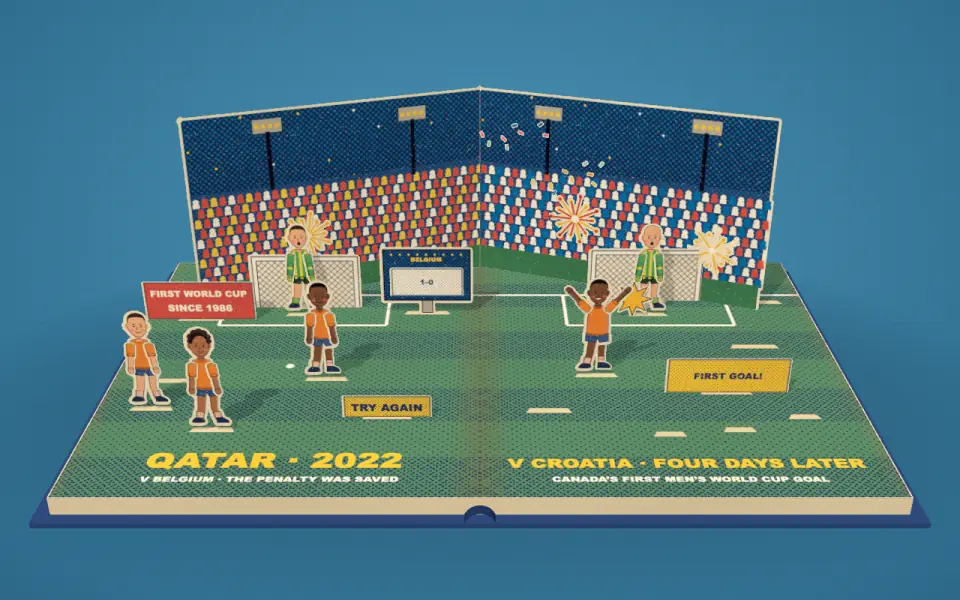 BELGIUM
1-0
FIRST WORLD CUP
SINCE 1986
FIRST GOAL!
TRY AGAIN
QATAR · 2022
V BELGIUM · THE PENALTY WAS SAVED
V CROATIA · FOUR DAYS LATER
CANADA'S FIRST MEN'S WORLD CUP GOAL